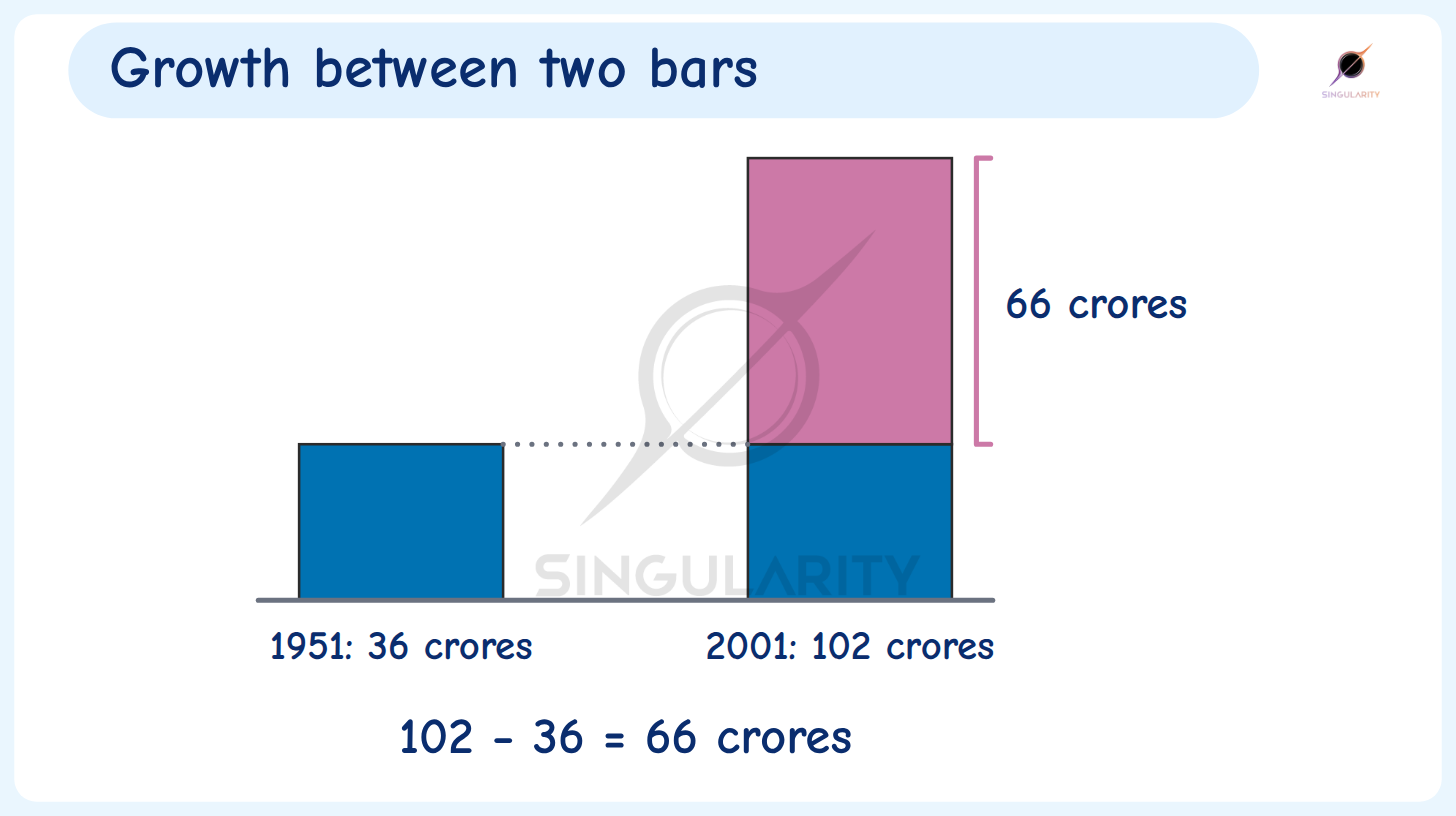 Growth between two bars
SINGULARITY
66 crores
SINGULARITY
1951: 36 crores
2001: 102 crores
102 - 36 = 66 crores